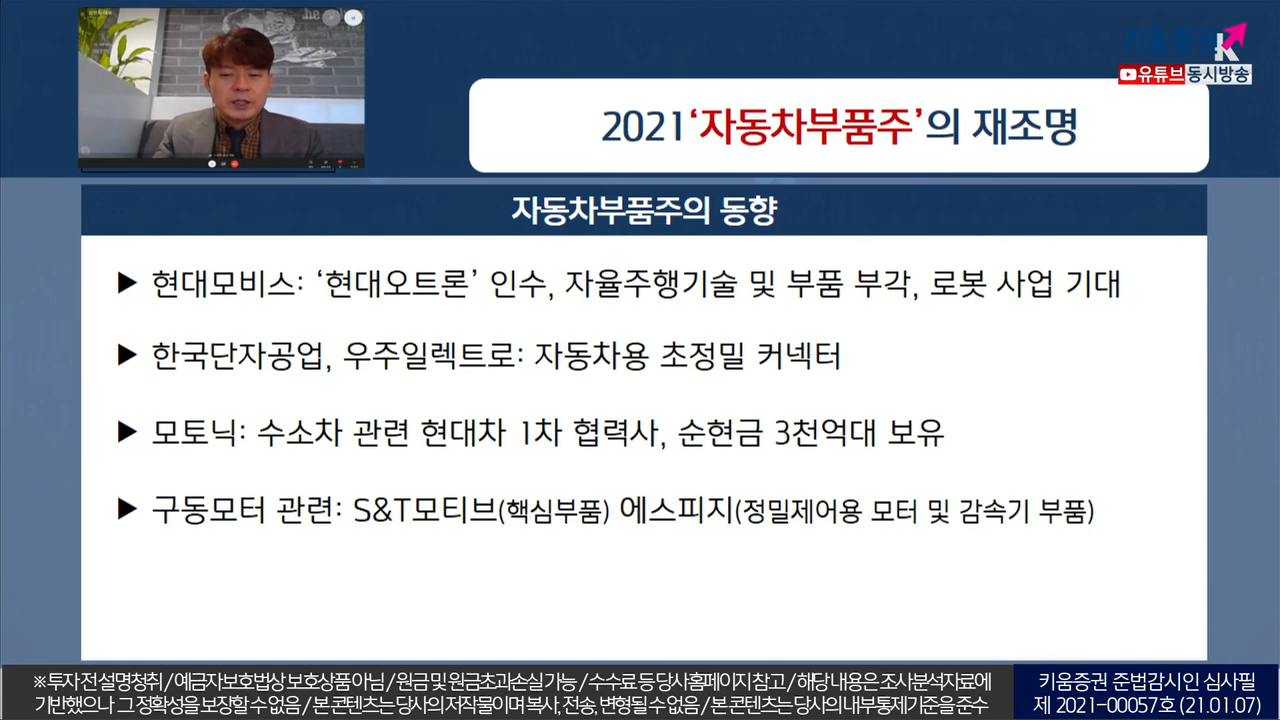 키움증권
유튜브동시방송
2021‘자동차부품주’의 재조명
자동차부품주의 동향
▶ 현대모비스: ‘현대오트론’ 인수, 자율주행기술 및 부품 부각, 로봇 사업 기대
▶ 한국단자공업, 우주일렉트로: 자동차용 초정밀 커넥터
▶ 모토닉: 수소차 관련 현대차 1차 협력사, 순현금 3천억대 보유
▶ 구동모터 관련: S&T모티브(핵심부품) 에스피지(정밀제어용 모터 및 감속기 부품)
※ 투자 전 설명청취 / 예금자보호법상 보호상품 아님 / 원금 및 원금초과손실 가능 / 수수료 등 당사홈페이지 참고 / 해당 내용은 조사분석자료에
기반했으나 그 정확성을 보장할 수 없음 / 본 콘텐츠는 당사의 저작물이며 복사, 전송, 변형될 수 없음 / 본 콘텐츠는 당사의 내부통제기준을 준수
키움증권 준법감시인 심사필
제 2021-00057호 (21.01.07)